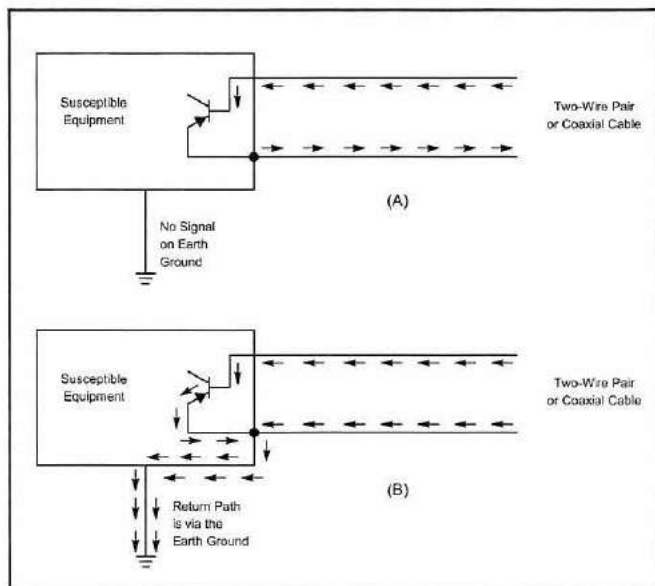 Susceptible
Equipment
Two-Wire Pair
or Coaxial Cable
(A)
No Signal
on Earth
Ground
Susceptible
Equipment
Two-Wire Pair
or Coaxial Cable
(B)
Return Path
is via the
Earth Ground